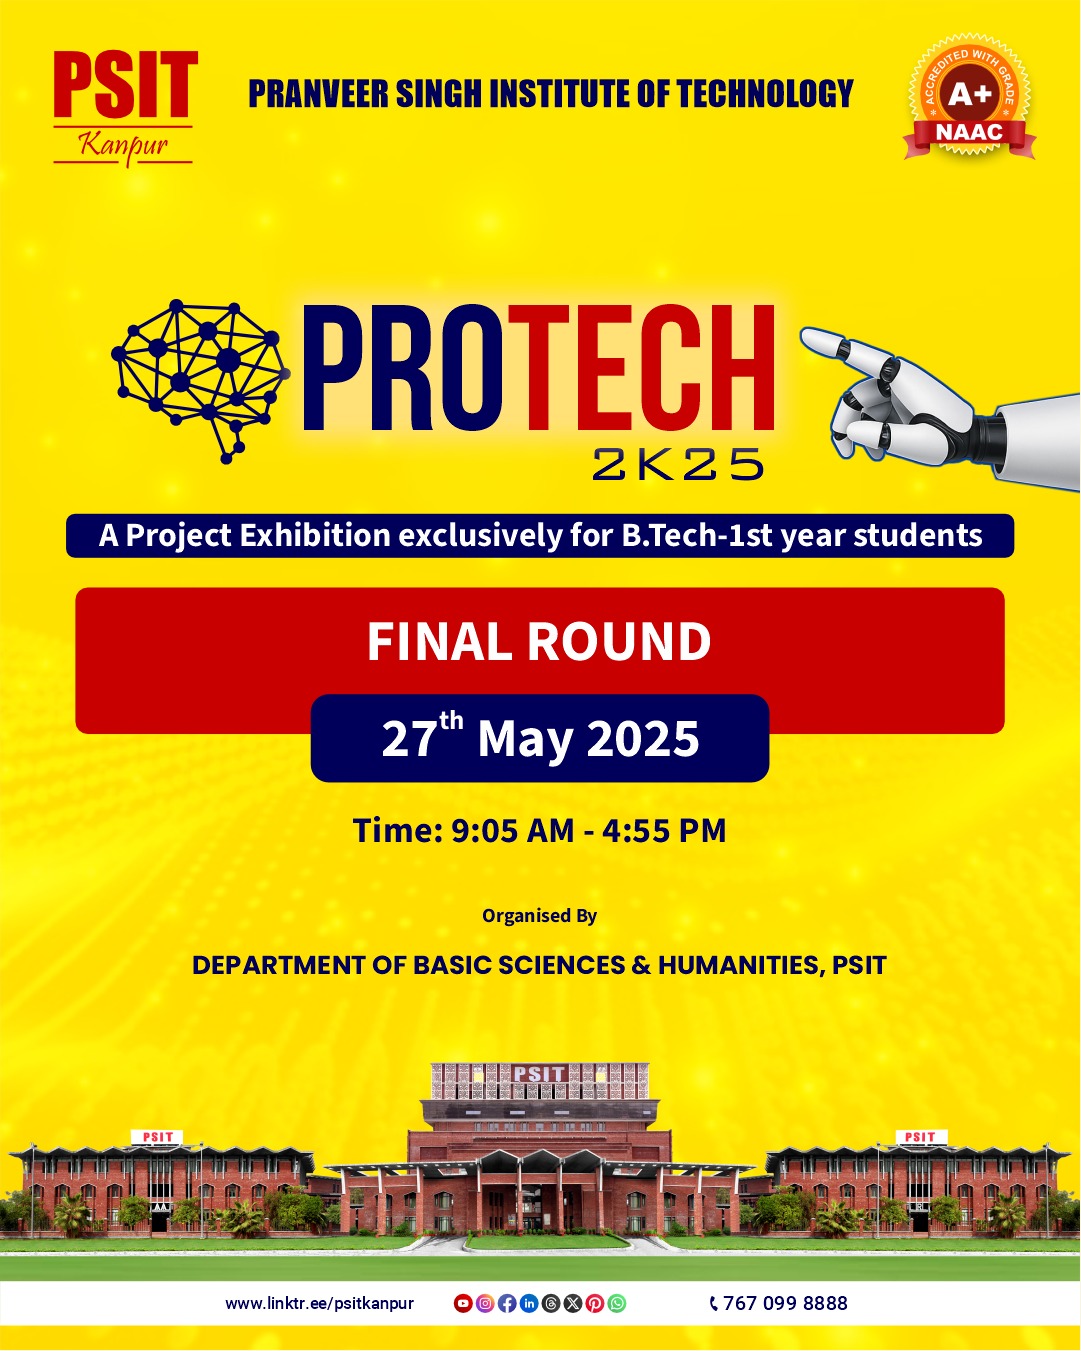 PSIT
Kanpur
PRANVEER SINGH INSTITUTE OF TECHNOLOGY
ACCREDITED WITH GRADE
A+
NAAC
PROTECH
2K25
A Project Exhibition exclusively for B.Tech-1st year students
FINAL ROUND
27th May 2025
Time: 9:05 AM - 4:55 PM
Organised By
DEPARTMENT OF BASIC SCIENCES & HUMANITIES, PSIT
PSIT
PSIT
PSIT
www.linktr.ee/psitkanpur
767 099 8888